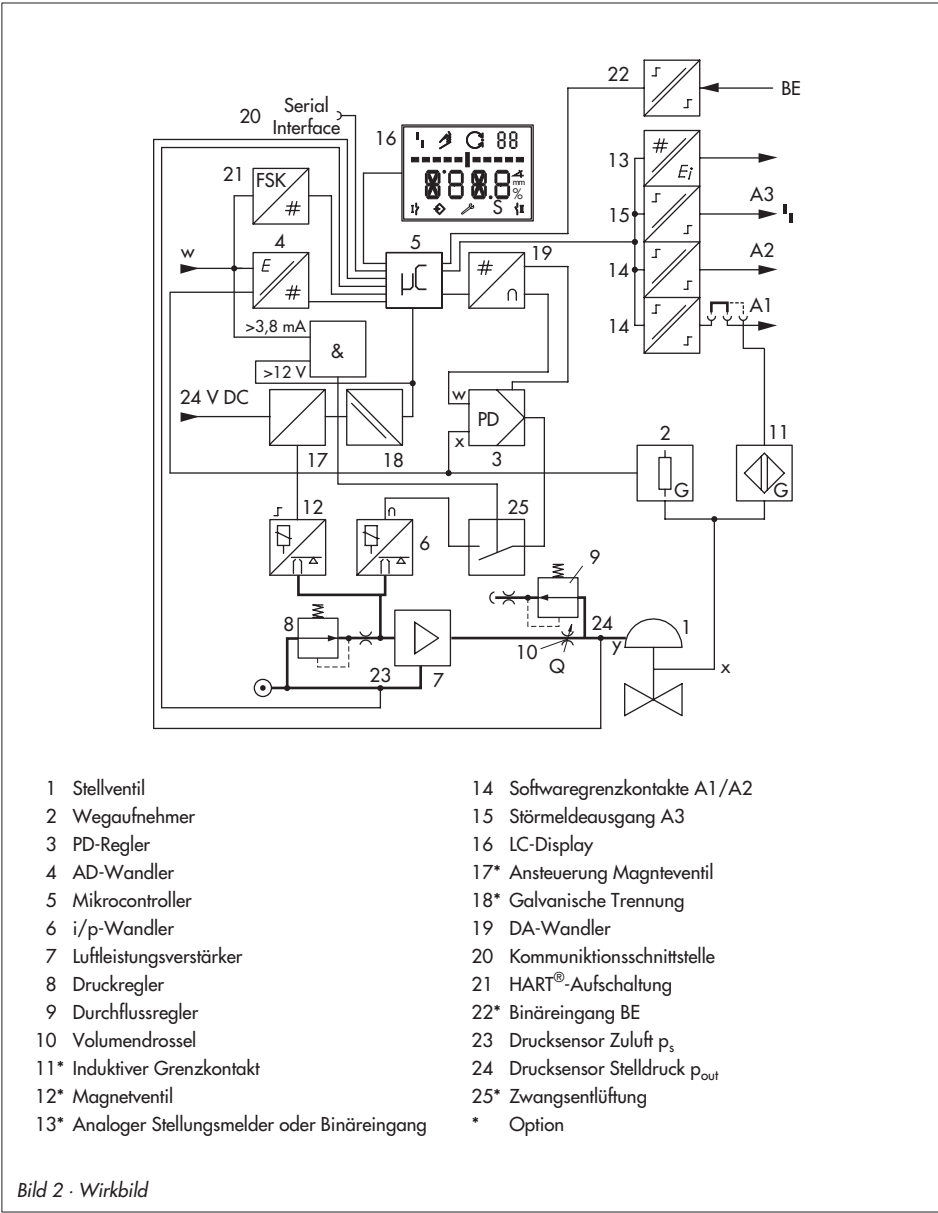 22
BE
20 Serial
Interface
16
88
8°8.8
mm
%
S
13
#
Ei
21
FSK
#
15
A3
w
4
E
#
5
µC
19
#
∩
14
A2
14
A1
>3,8 mA
>12 V
&
24 V DC
w
PD
x
3
17
18
2
G
11
G
12
∩
6
25
9
8
24
1
10
Q
y
x
23
7
1 Stellventil
2 Wegaufnehmer
3 PD-Regler
4 AD-Wandler
5 Mikrocontroller
6 i/p-Wandler
7 Luftleistungsverstärker
8 Druckregler
9 Durchflussregler
10 Volumendrossel
11* Induktiver Grenzkontakt
12* Magnetventil
13* Analoger Stellungsmelder oder Binäreingang
14 Softwaregrenzkontakte A1/A2
15 Störmeldeausgang A3
16 LC-Display
17* Ansteuerung Magnteventil
18* Galvanische Trennung
19 DA-Wandler
20 Kommuniktionsschnittstelle
21 HART®-Aufschaltung
22* Binäreingang BE
23 Drucksensor Zuluft ps
24 Drucksensor Stelldruck pout
25* Zwangsentlüftung
* Option
Bild 2 · Wirkbild